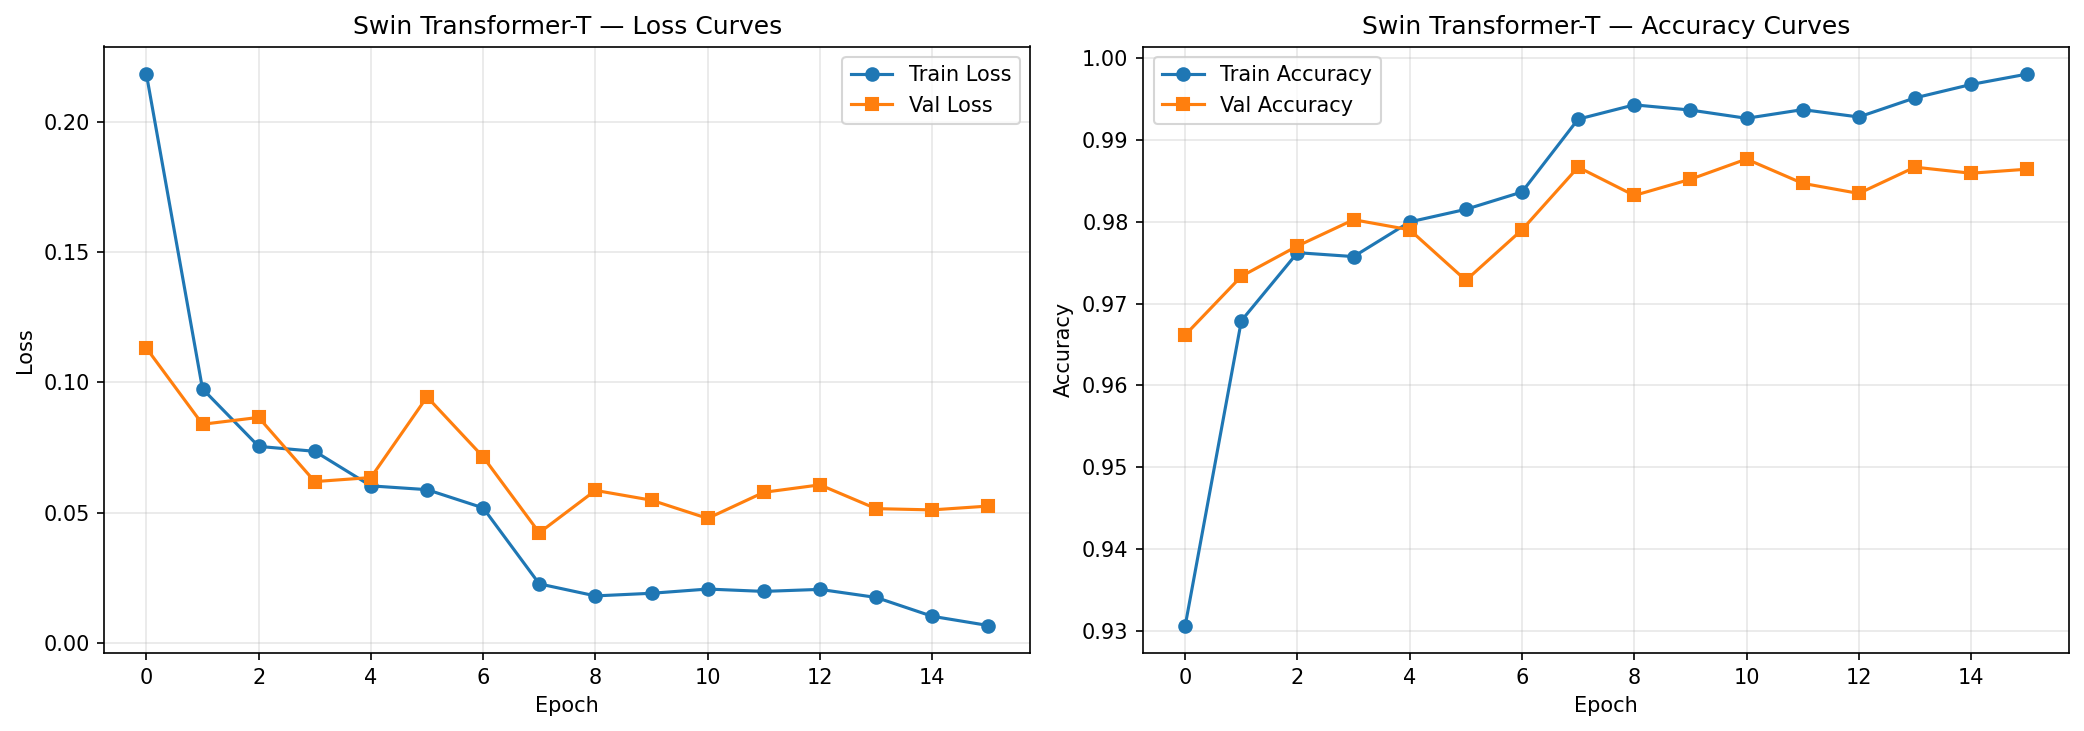 Swin Transformer-T — Loss Curves
Train Loss
Val Loss
Loss
0.20
0.15
0.10
0.05
0.00
0 2 4 6 8 10 12 14
Epoch
Swin Transformer-T — Accuracy Curves
Train Accuracy
Val Accuracy
Accuracy
1.00
0.99
0.98
0.97
0.96
0.95
0.94
0.93
0 2 4 6 8 10 12 14
Epoch